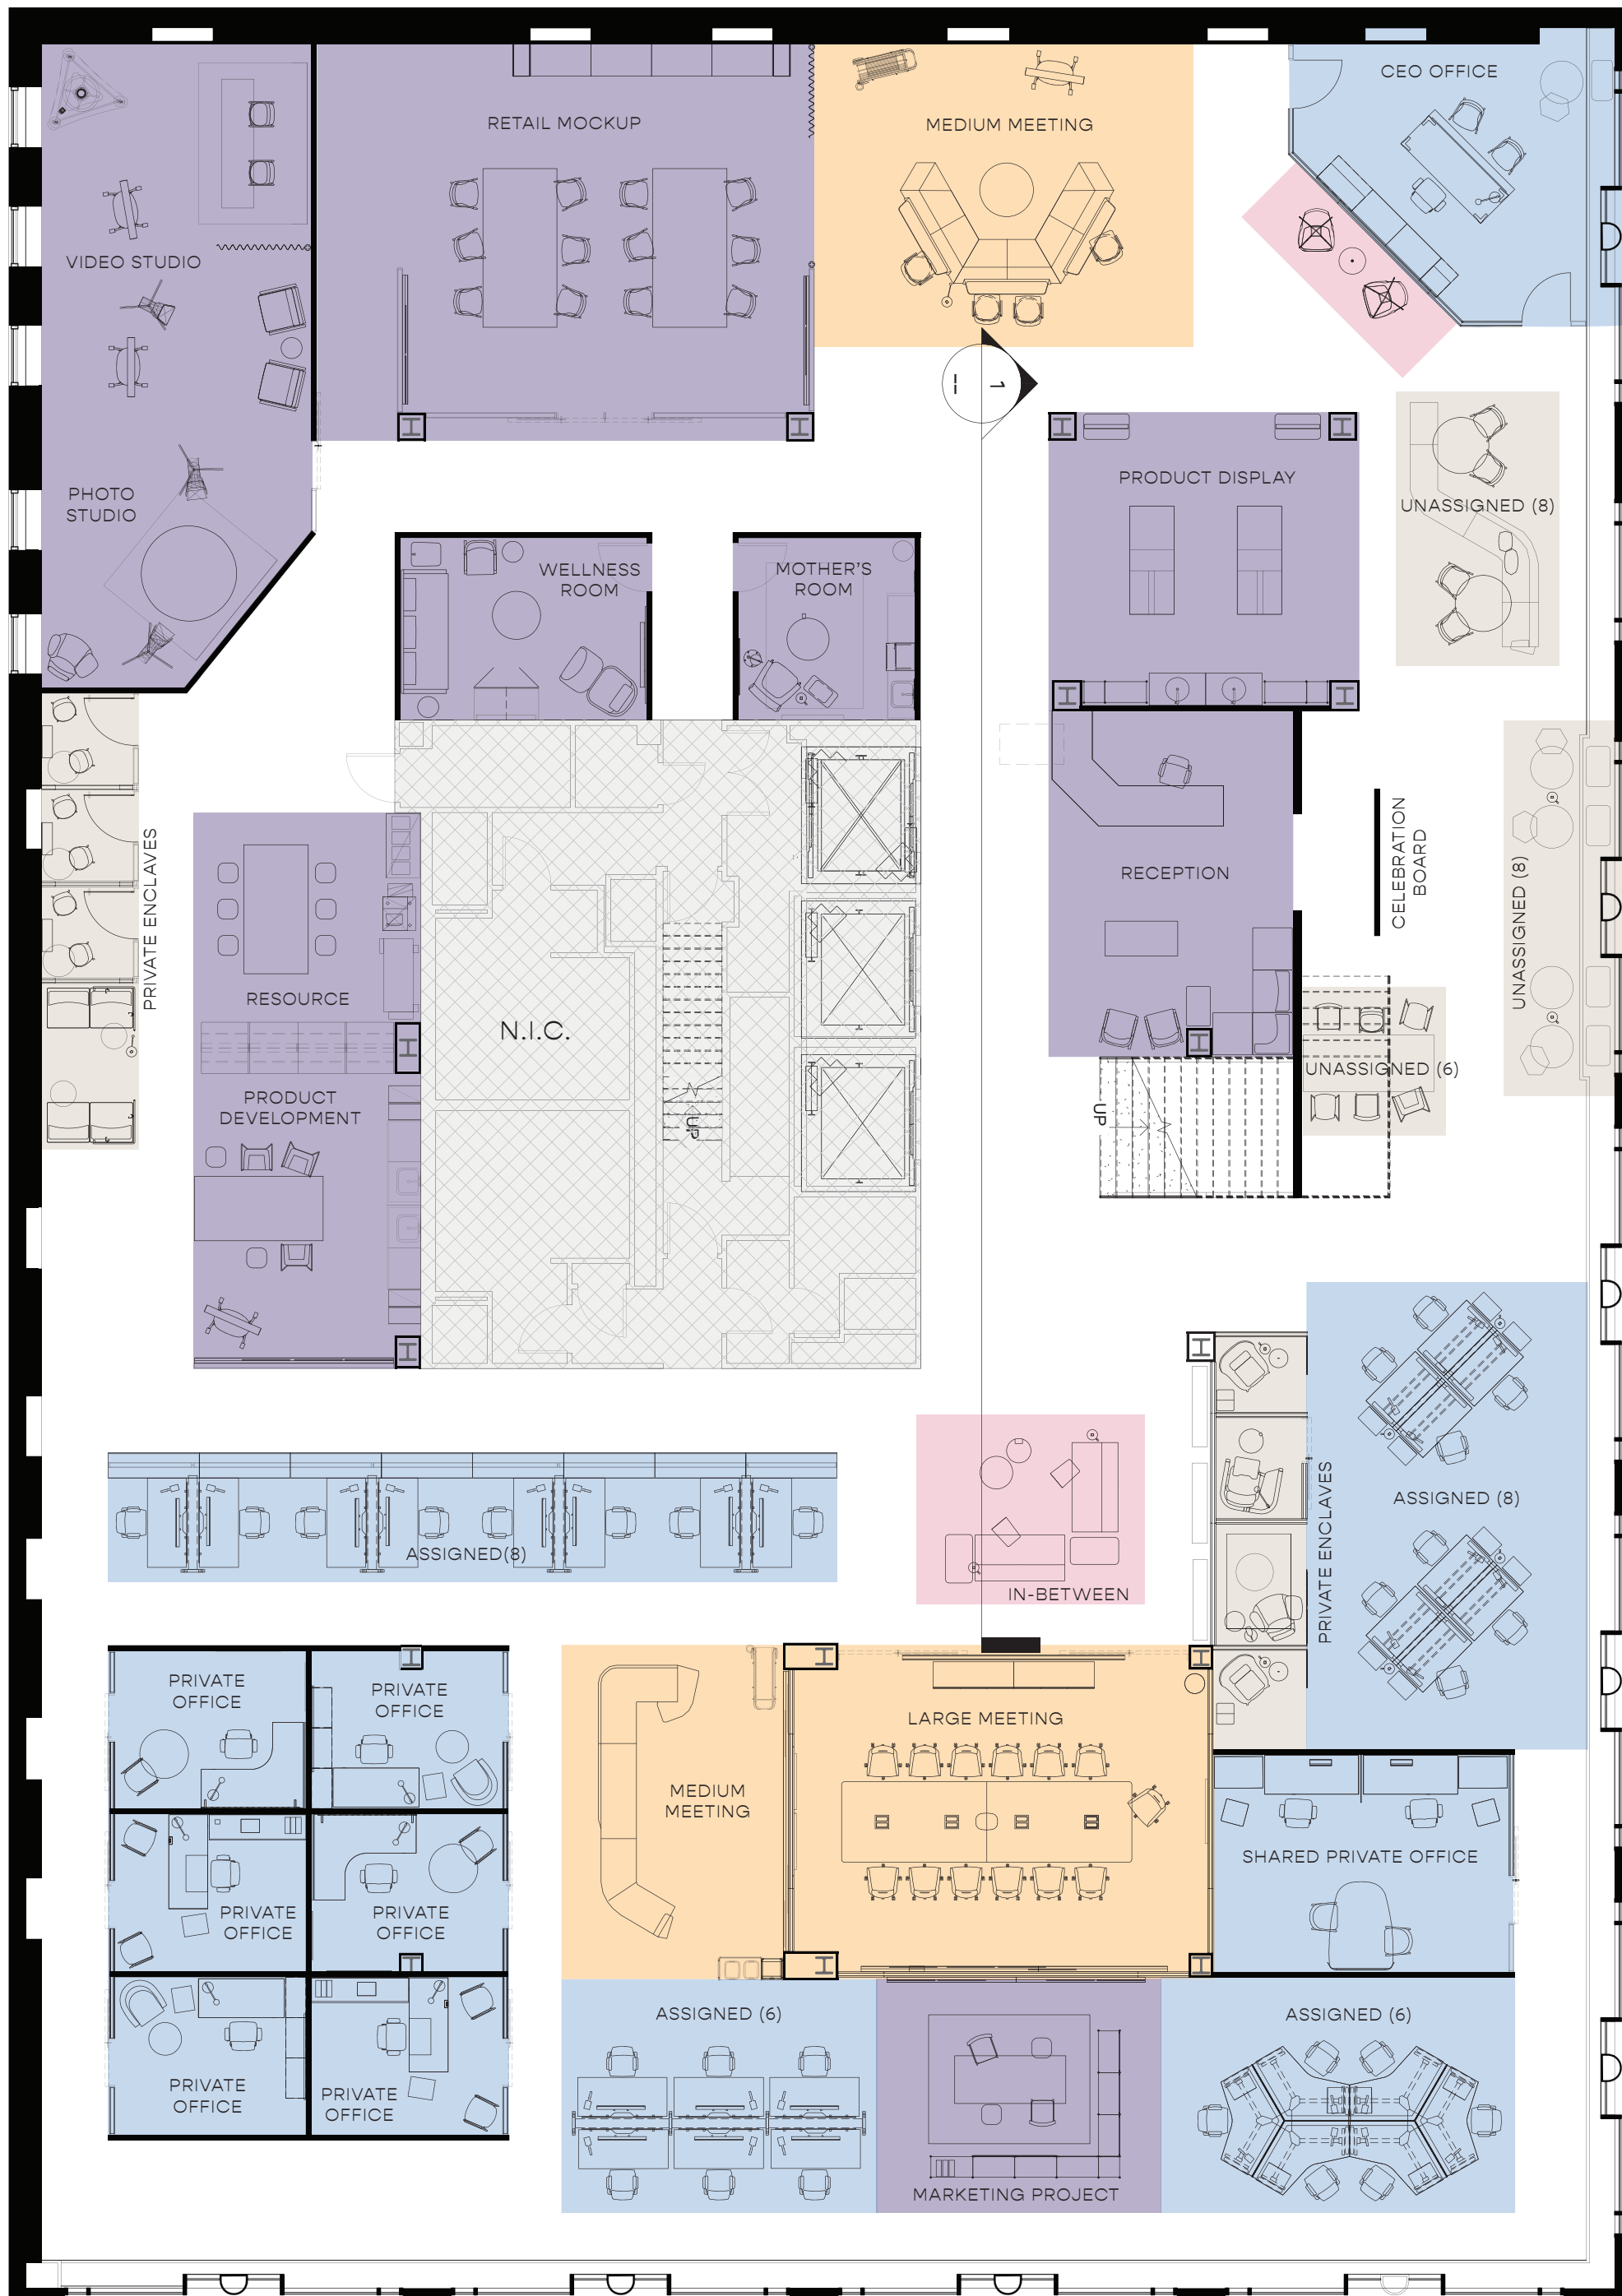 CEO OFFICE
RETAIL MOCKUP
MEDIUM MEETING
VIDEO STUDIO
1
--
PHOTO
STUDIO
PRODUCT DISPLAY
UNASSIGNED (8)
WELLNESS
ROOM
MOTHER'S
ROOM
PRIVATE ENCLAVES
CELEBRATION
BOARD
RECEPTION
UNASSIGNED (8)
RESOURCE
N.I.C.
UNASSIGNED (6)
PRODUCT
DEVELOPMENT
UP
UP
ASSIGNED (8)
PRIVATE ENCLAVES
ASSIGNED(8)
IN-BETWEEN
PRIVATE
OFFICE
PRIVATE
OFFICE
LARGE MEETING
MEDIUM
MEETING
SHARED PRIVATE OFFICE
PRIVATE
OFFICE
PRIVATE
OFFICE
ASSIGNED (6)
ASSIGNED (6)
PRIVATE
OFFICE
PRIVATE
OFFICE
MARKETING PROJECT